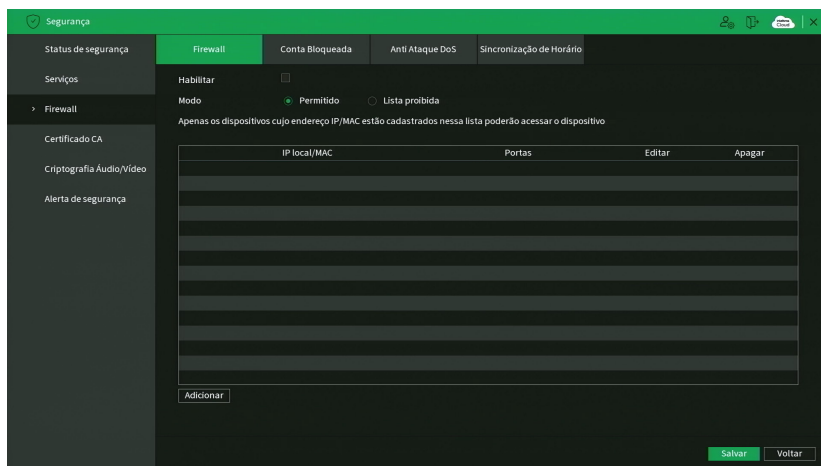 Segurança
Cloud
Status de segurança
Serviços
Firewall
Certificado CA
Criptografia Áudio/Vídeo
Alerta de segurança
Firewall
Conta Bloqueada
Anti Ataque DoS
Sincronização de Horário
Habilitar
Modo
Permitido
Lista proibida
Apenas os dispositivos cujo endereço IP/MAC estão cadastrados nessa lista poderão acessar o dispositivo
IP local/MAC
Portas
Editar
Apagar
Adicionar
Salvar
Voltar